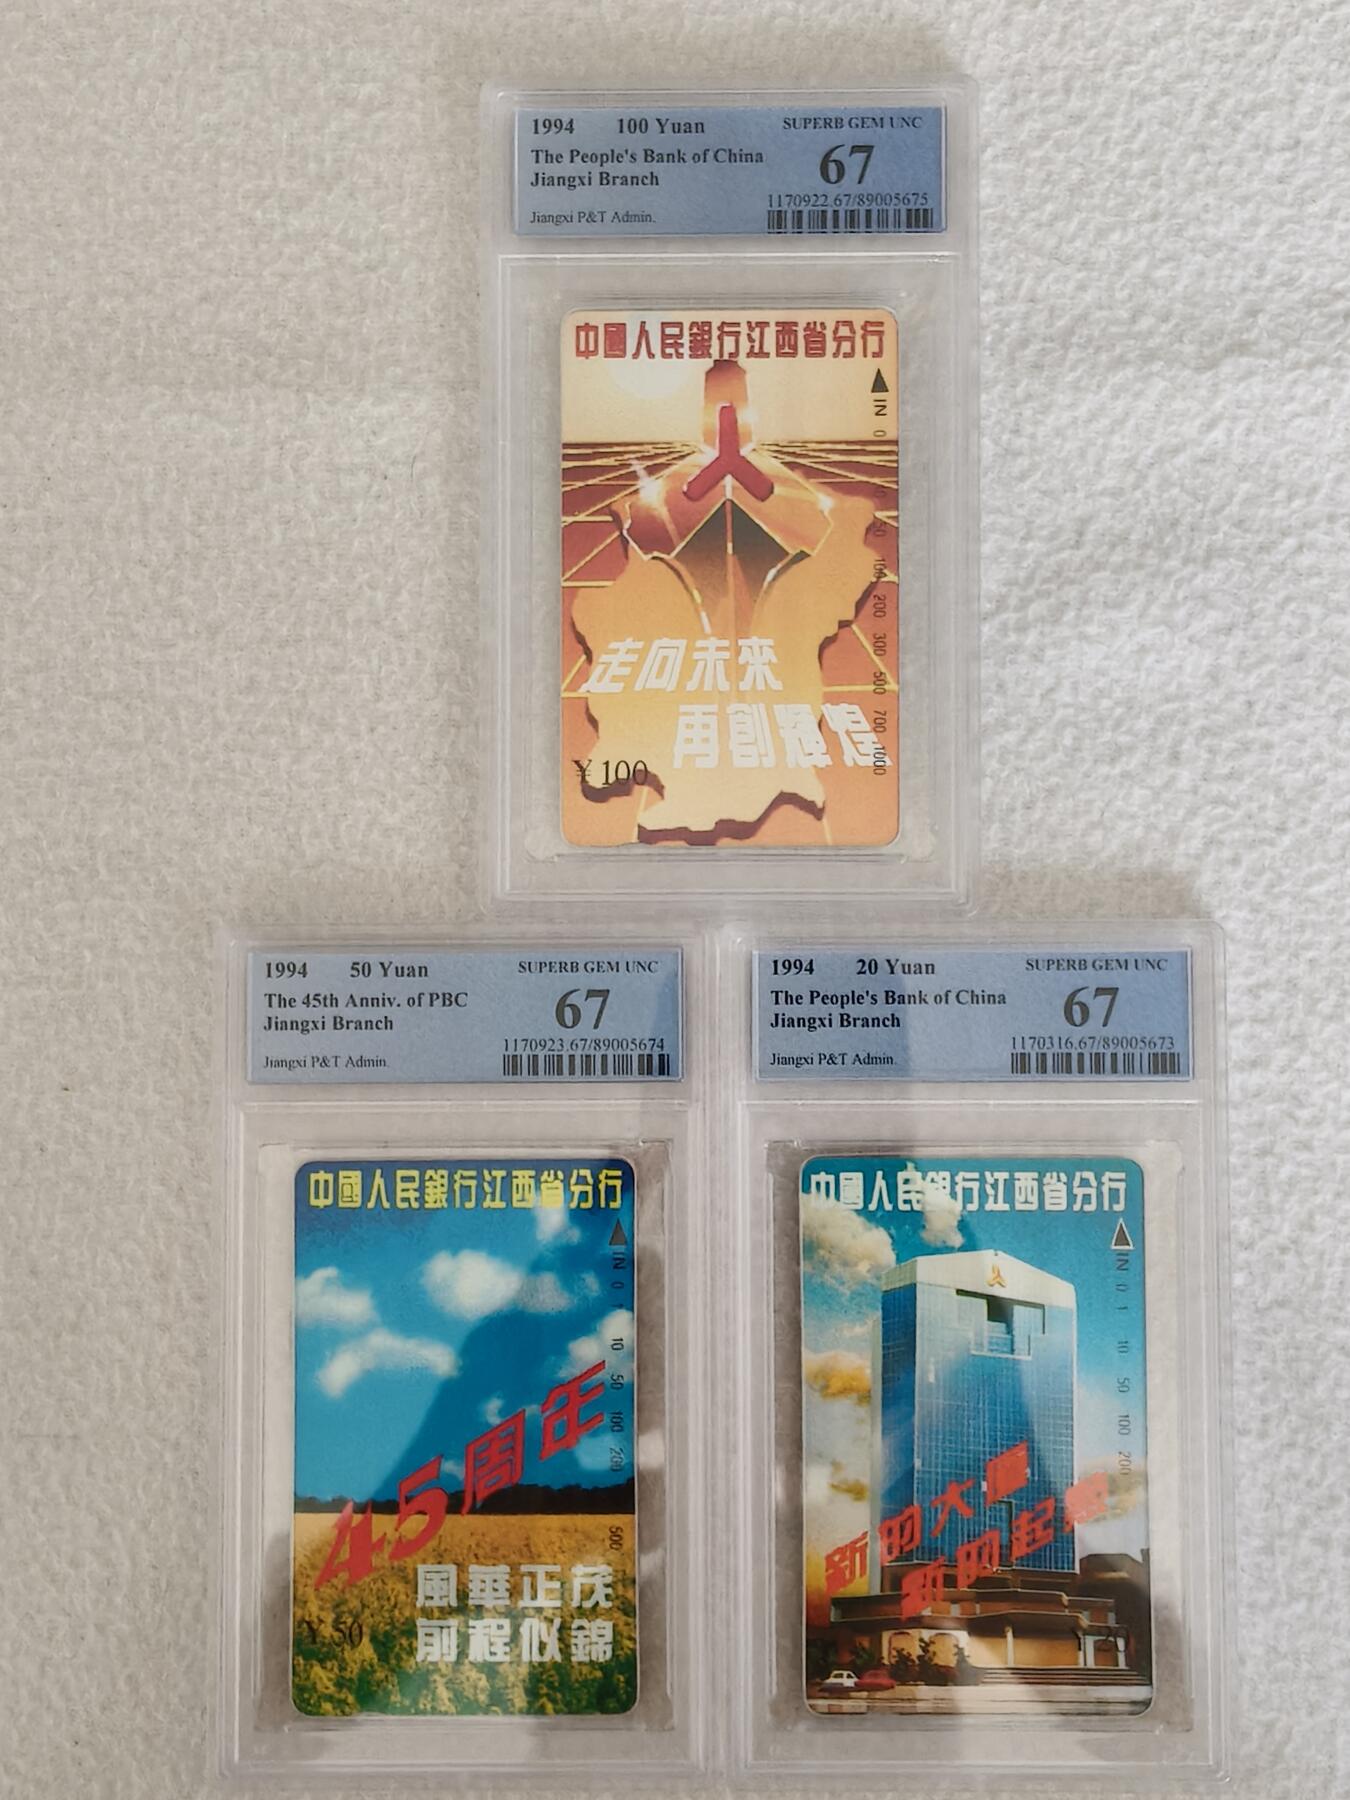 1994 100 Yuan SUPERB GEM UNC
The People's Bank of China 67
Jiangxi Branch
1170922.67/89005675
Jiangxi P&T Admin.
中國人民銀行江西省分行
IN 0 50 100 200 300 500 700 1000
走向未來
再創輝煌
¥100
1994 50 Yuan SUPERB GEM UNC
The 45th Anniv. of PBC 67
Jiangxi Branch
1170923.67/89005674
Jiangxi P&T Admin.
中國人民銀行江西省分行
IN 0 1 10 50 100 200 500
45周年
風華正茂
前程似錦
¥50
1994 20 Yuan SUPERB GEM UNC
The People's Bank of China 67
Jiangxi Branch
1170316.67/89005673
Jiangxi P&T Admin.
中國人民銀行江西省分行
IN 0 1 10 50 100 200
新的大廈
新的起點